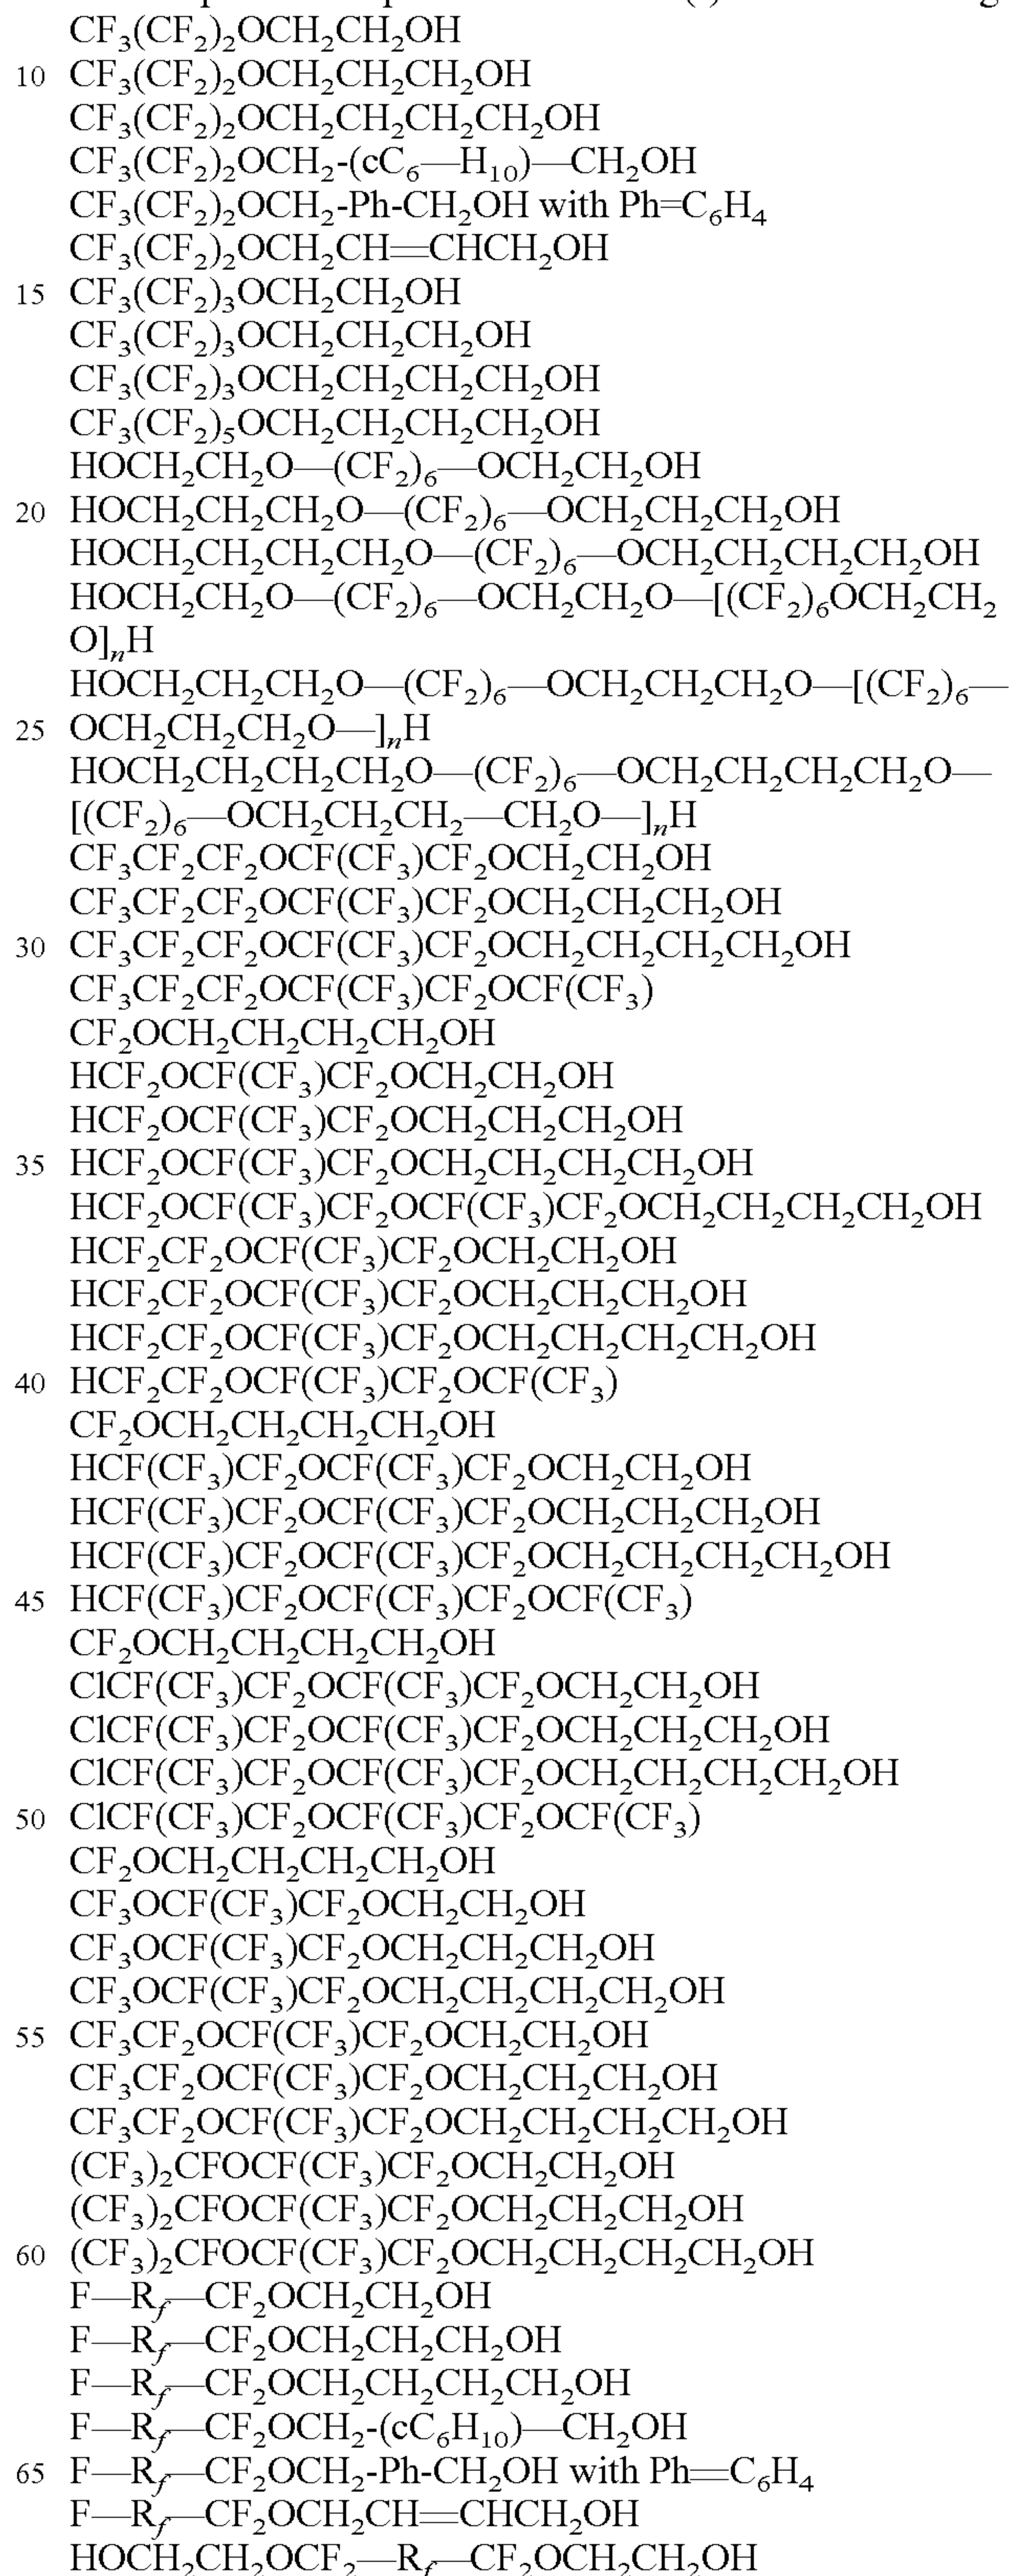 CF₃(CF₂)₂OCH₂CH₂OH
10 CF₃(CF₂)₂OCH₂CH₂CH₂OH
CF₃(CF₂)₂OCH₂CH₂CH₂CH₂OH
CF₃(CF₂)₂OCH₂-(cC₆—H₁₀)—CH₂OH
CF₃(CF₂)₂OCH₂-Ph-CH₂OH with Ph=C₆H₄
CF₃(CF₂)₂OCH₂CH=CHCH₂OH
15 CF₃(CF₂)₃OCH₂CH₂OH
CF₃(CF₂)₃OCH₂CH₂CH₂OH
CF₃(CF₂)₃OCH₂CH₂CH₂CH₂OH
CF₃(CF₂)₅OCH₂CH₂CH₂CH₂OH
HOCH₂CH₂O—(CF₂)₆—OCH₂CH₂OH
20 HOCH₂CH₂CH₂O—(CF₂)₆—OCH₂CH₂CH₂OH
HOCH₂CH₂CH₂CH₂O—(CF₂)₆—OCH₂CH₂CH₂CH₂OH
HOCH₂CH₂O—(CF₂)₆—OCH₂CH₂O—[(CF₂)₆OCH₂CH₂
O]ₙH
HOCH₂CH₂CH₂O—(CF₂)₆—OCH₂CH₂CH₂O—[(CF₂)₆—
25 OCH₂CH₂CH₂O—]ₙH
HOCH₂CH₂CH₂CH₂O—(CF₂)₆—OCH₂CH₂CH₂CH₂O—
[(CF₂)₆—OCH₂CH₂CH₂—CH₂O—]ₙH
CF₃CF₂CF₂OCF(CF₃)CF₂OCH₂CH₂OH
CF₃CF₂CF₂OCF(CF₃)CF₂OCH₂CH₂CH₂OH
30 CF₃CF₂CF₂OCF(CF₃)CF₂OCH₂CH₂CH₂CH₂OH
CF₃CF₂CF₂OCF(CF₃)CF₂OCF(CF₃)
CF₂OCH₂CH₂CH₂CH₂OH
HCF₂OCF(CF₃)CF₂OCH₂CH₂OH
HCF₂OCF(CF₃)CF₂OCH₂CH₂CH₂OH
35 HCF₂OCF(CF₃)CF₂OCH₂CH₂CH₂CH₂OH
HCF₂OCF(CF₃)CF₂OCF(CF₃)CF₂OCH₂CH₂CH₂CH₂OH
HCF₂CF₂OCF(CF₃)CF₂OCH₂CH₂OH
HCF₂CF₂OCF(CF₃)CF₂OCH₂CH₂CH₂OH
HCF₂CF₂OCF(CF₃)CF₂OCH₂CH₂CH₂CH₂OH
40 HCF₂CF₂OCF(CF₃)CF₂OCF(CF₃)
CF₂OCH₂CH₂CH₂CH₂OH
HCF(CF₃)CF₂OCF(CF₃)CF₂OCH₂CH₂OH
HCF(CF₃)CF₂OCF(CF₃)CF₂OCH₂CH₂CH₂OH
HCF(CF₃)CF₂OCF(CF₃)CF₂OCH₂CH₂CH₂CH₂OH
45 HCF(CF₃)CF₂OCF(CF₃)CF₂OCF(CF₃)
CF₂OCH₂CH₂CH₂CH₂OH
ClCF(CF₃)CF₂OCF(CF₃)CF₂OCH₂CH₂OH
ClCF(CF₃)CF₂OCF(CF₃)CF₂OCH₂CH₂CH₂OH
ClCF(CF₃)CF₂OCF(CF₃)CF₂OCH₂CH₂CH₂CH₂OH
50 ClCF(CF₃)CF₂OCF(CF₃)CF₂OCF(CF₃)
CF₂OCH₂CH₂CH₂CH₂OH
CF₃OCF(CF₃)CF₂OCH₂CH₂OH
CF₃OCF(CF₃)CF₂OCH₂CH₂CH₂OH
CF₃OCF(CF₃)CF₂OCH₂CH₂CH₂CH₂OH
55 CF₃CF₂OCF(CF₃)CF₂OCH₂CH₂OH
CF₃CF₂OCF(CF₃)CF₂OCH₂CH₂CH₂OH
CF₃CF₂OCF(CF₃)CF₂OCH₂CH₂CH₂CH₂OH
(CF₃)₂CFOCF(CF₃)CF₂OCH₂CH₂OH
(CF₃)₂CFOCF(CF₃)CF₂OCH₂CH₂CH₂OH
60 (CF₃)₂CFOCF(CF₃)CF₂OCH₂CH₂CH₂CH₂OH
F—R_f—CF₂OCH₂CH₂OH
F—R_f—CF₂OCH₂CH₂CH₂OH
F—R_f—CF₂OCH₂CH₂CH₂CH₂OH
F—R_f—CF₂OCH₂-(cC₆H₁₀)—CH₂OH
65 F—R_f—CF₂OCH₂-Ph-CH₂OH with Ph=C₆H₄
F—R_f—CF₂OCH₂CH=CHCH₂OH
HOCH₂CH₂OCF₂—R_f—CF₂OCH₂CH₂OH